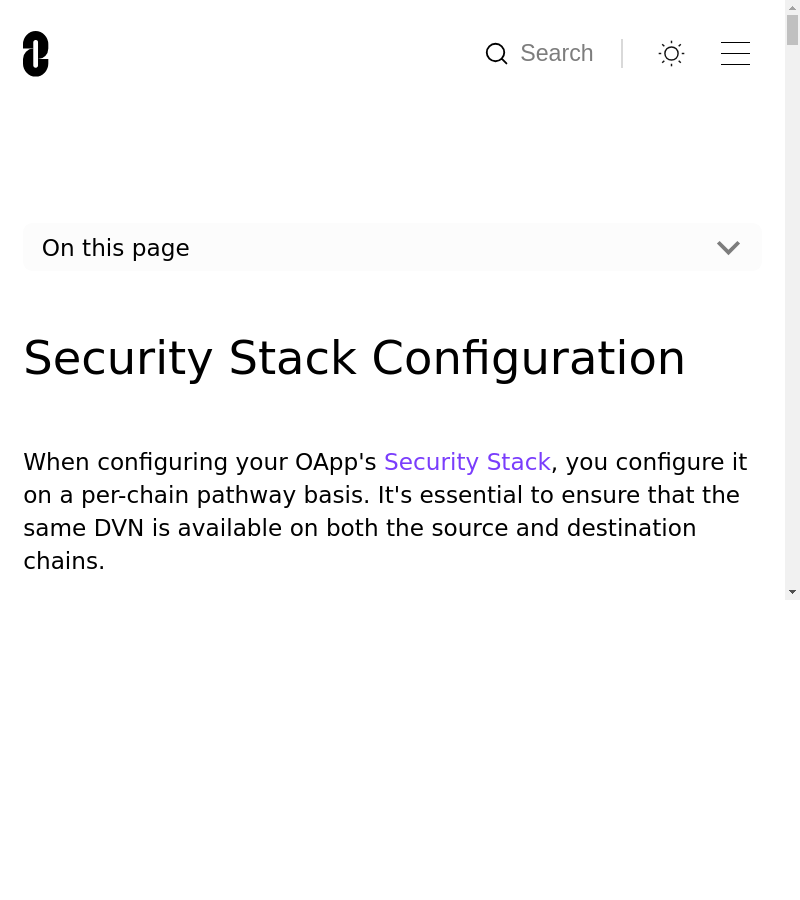 Search
On this page
Security Stack Configuration
When configuring your OApp's Security Stack, you configure it
on a per-chain pathway basis. It's essential to ensure that the
same DVN is available on both the source and destination
chains.